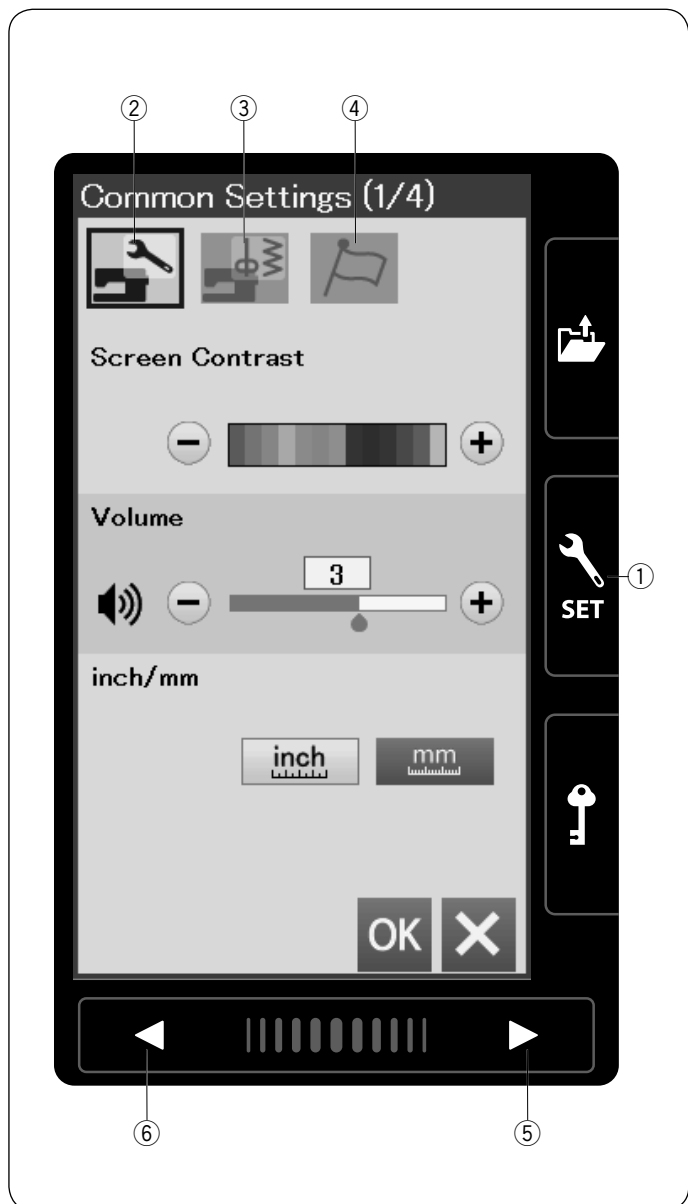 ② ③ ④
Common Settings (1/4)
Screen Contrast
Volume
3
①
SET
inch/mm
inch mm
OK
⑥ ⑤